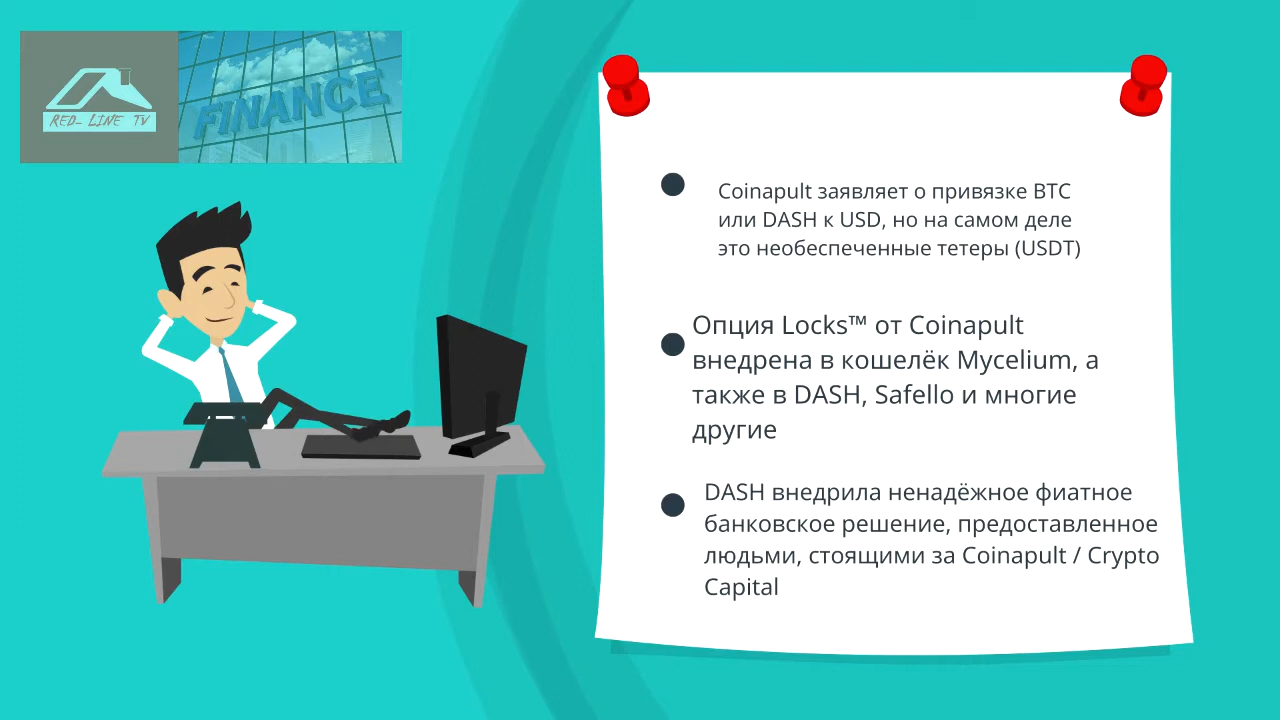 RED- LINE TV
FINANCE
Coinapult заявляет о привязке BTC
или DASH к USD, но на самом деле
это необеспеченные тетеры (USDT)
Опция Locks™ от Coinapult
внедрена в кошелёк Mycelium, а
также в DASH, Safello и многие
другие
DASH внедрила ненадёжное фиатное
банковское решение, предоставленное
людьми, стоящими за Coinapult / Crypto
Capital